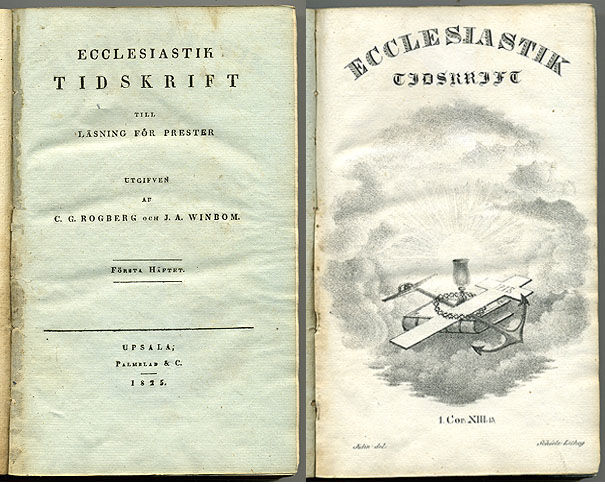 ECCLESIASTIK
TIDSKRIFT
TILL
LÄSNING FÖR PRESTER
UTGIFVEN
AF
C. G. ROGBERG OCH J. A. WINBOM.
FÖRSTA HÄFTET.
UPSALA,
PALMBLAD & C.
1825.
ECCLESIASTIK
TIDSKRIFT
1. Cor. XIII. 13.
del.